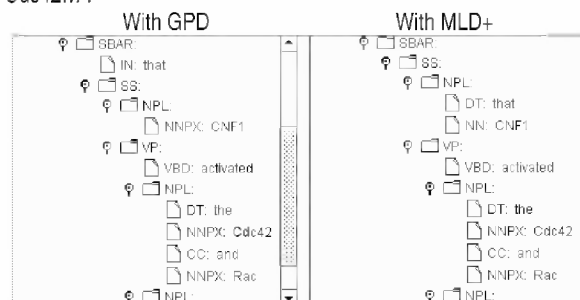 With GPD
SBAR:
IN: that
SS:
NPL:
NNPX: CNF1
VP:
VBD: activated
NPL:
DT: the
NNPX: Cdc42
CC: and
NNPX: Rac
NPL:
With MLD+
SBAR:
SS:
NPL:
DT: that
NN: CNF1
VP:
VBD: activated
NPL:
DT: the
NNPX: Cdc42
CC: and
NNPX: Rac
NPL: